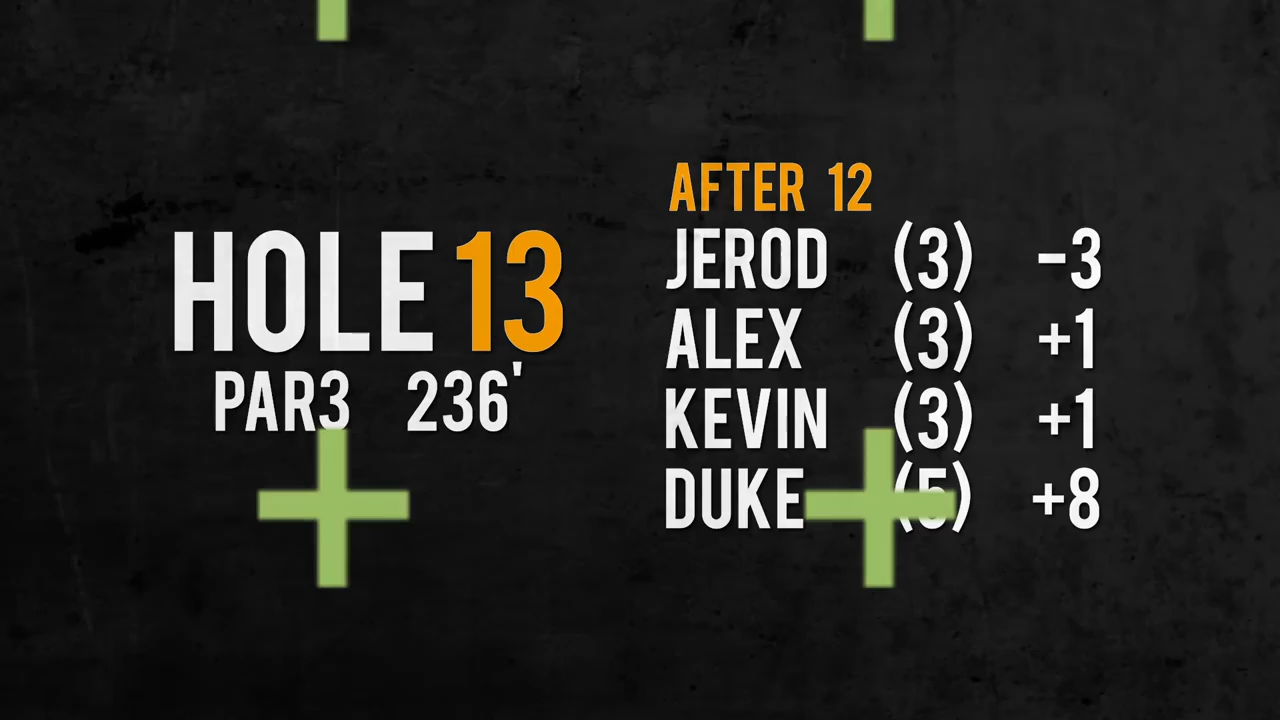 HOLE 13
PAR3 236'
AFTER 12
JEROD (3) -3
ALEX (3) +1
KEVIN (3) +1
DUKE (5) +8